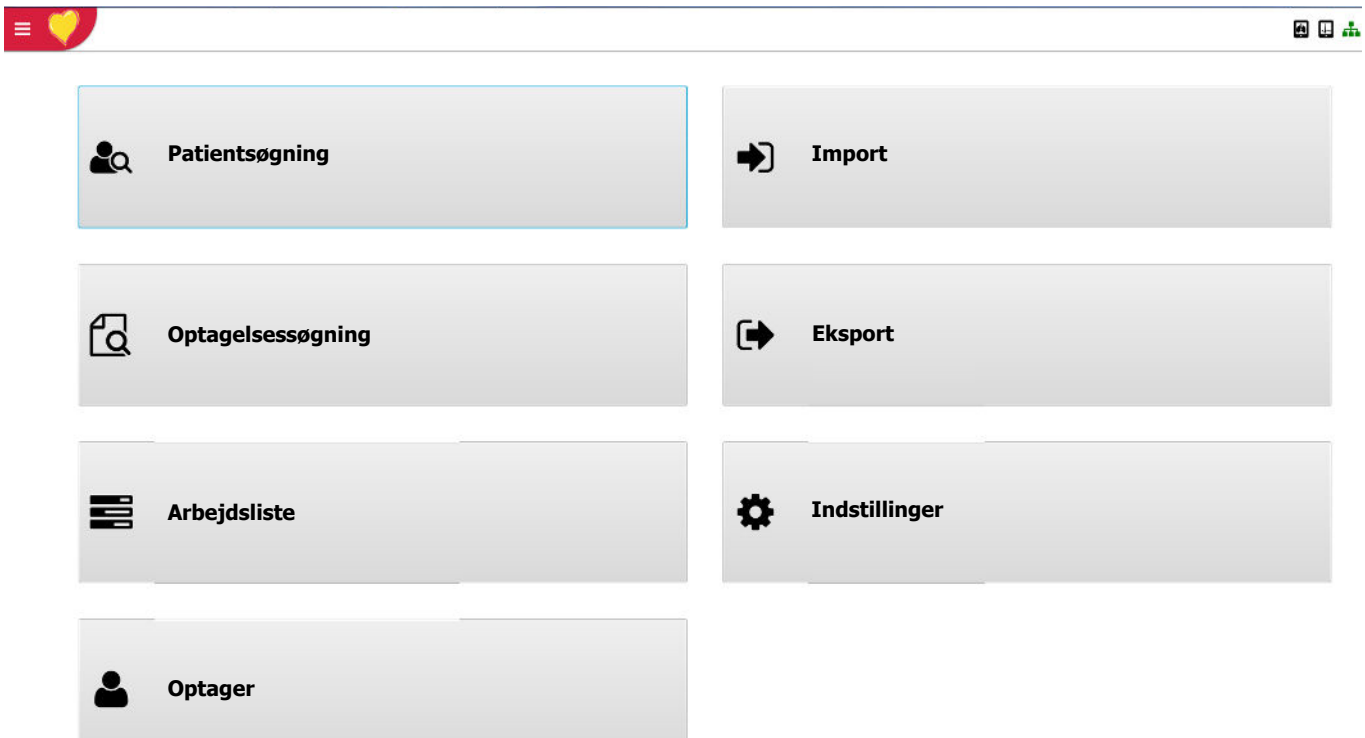 Patientsøgning
Import
Optagelsessøgning
Eksport
Arbejdsliste
Indstillinger
Optager